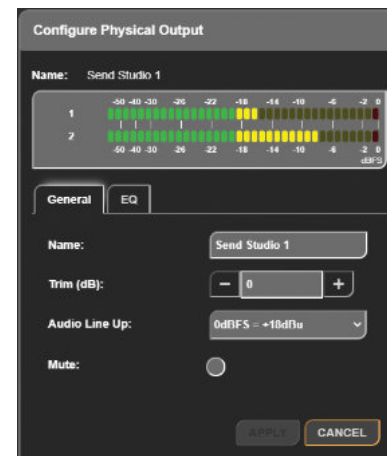 Configure Physical Output
Name: Send Studio 1
-50 -40 -30 -26 -22 -18 -14 -10 -6 -2 0
1
2
-50 -40 -30 -26 -22 -18 -14 -10 -6 -2 0
dBFS
General EQ
Name: Send Studio 1
Trim (dB): − 0 +
Audio Line Up: 0dBFS = +18dBu
Mute:
APPLY CANCEL